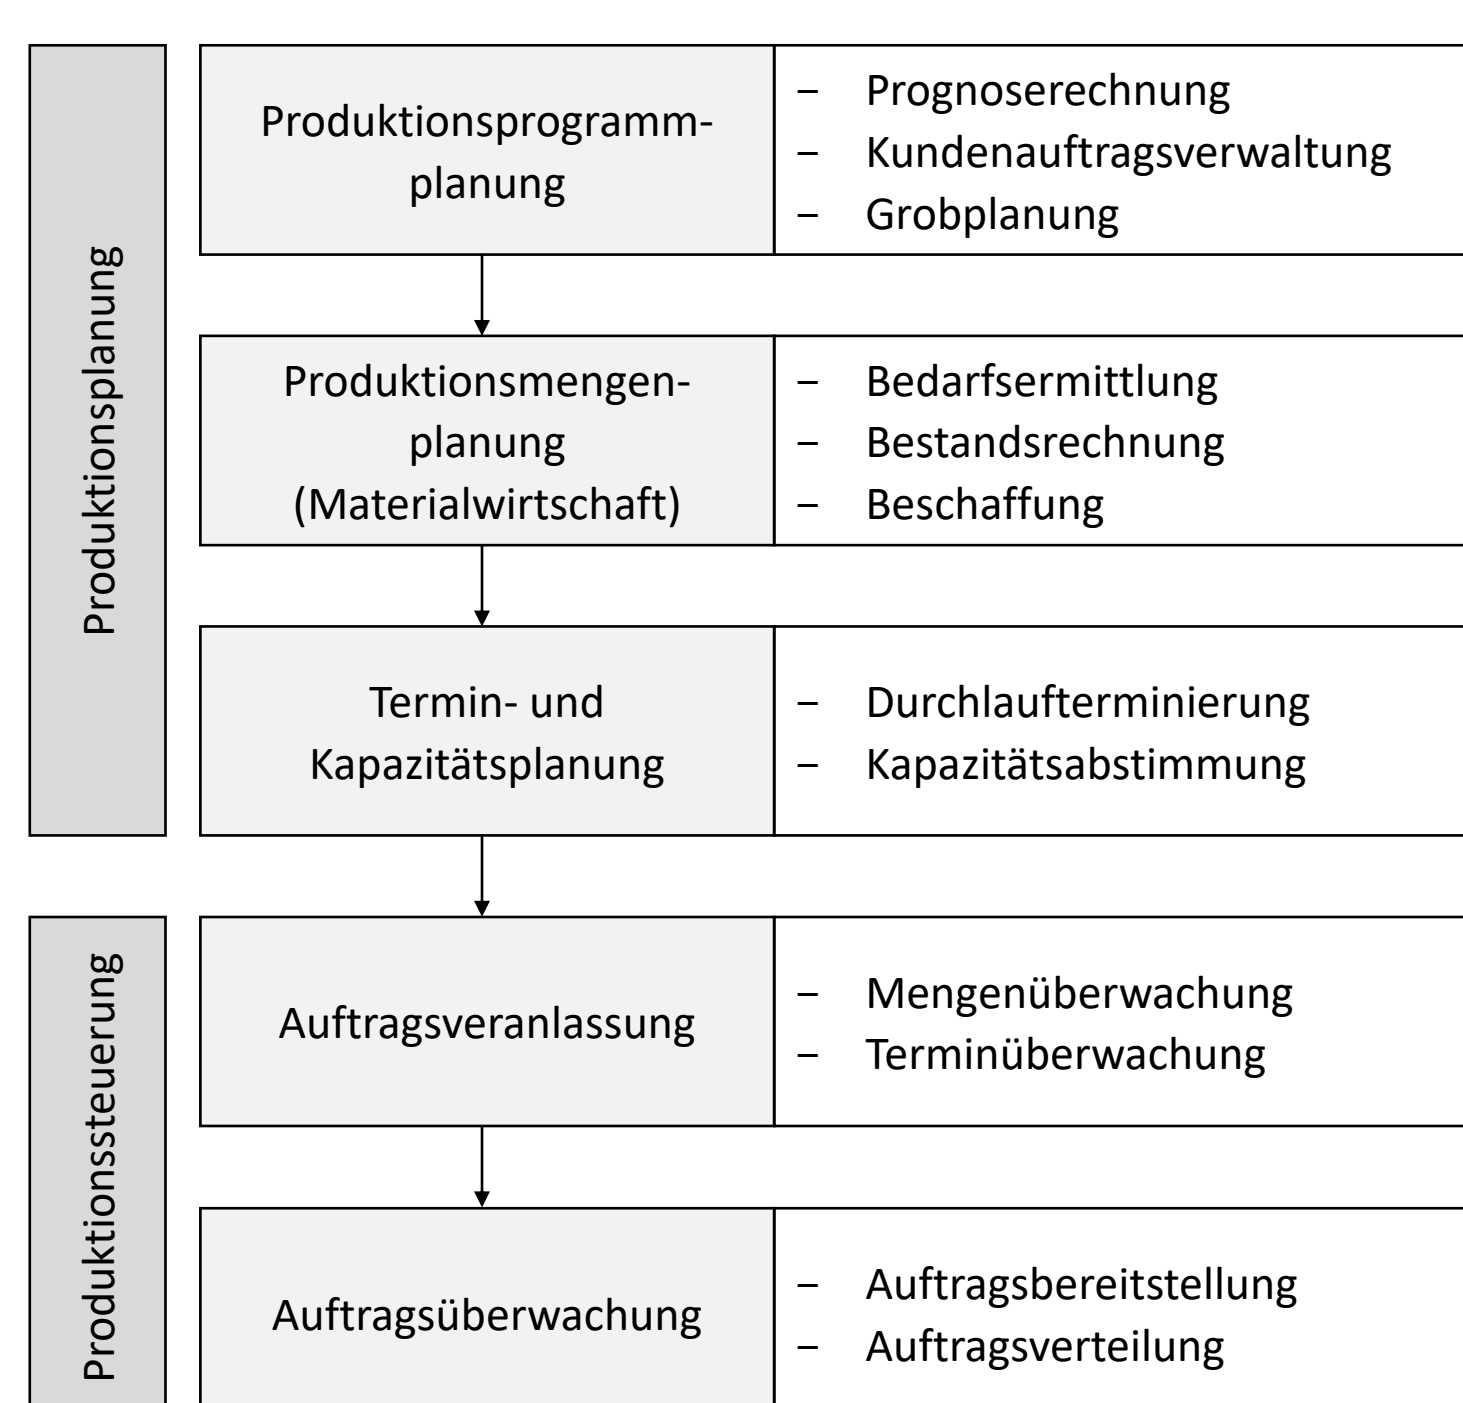 Produktionsplanung
Produktionsprogramm-
planung
– Prognoserechnung
– Kundenauftragsverwaltung
– Grobplanung
Produktionsmengen-
planung
(Materialwirtschaft)
– Bedarfsermittlung
– Bestandsrechnung
– Beschaffung
Termin- und
Kapazitätsplanung
– Durchlaufterminierung
– Kapazitätsabstimmung
Produktionssteuerung
Auftragsveranlassung
– Mengenüberwachung
– Terminüberwachung
Auftragsüberwachung
– Auftragsbereitstellung
– Auftragsverteilung